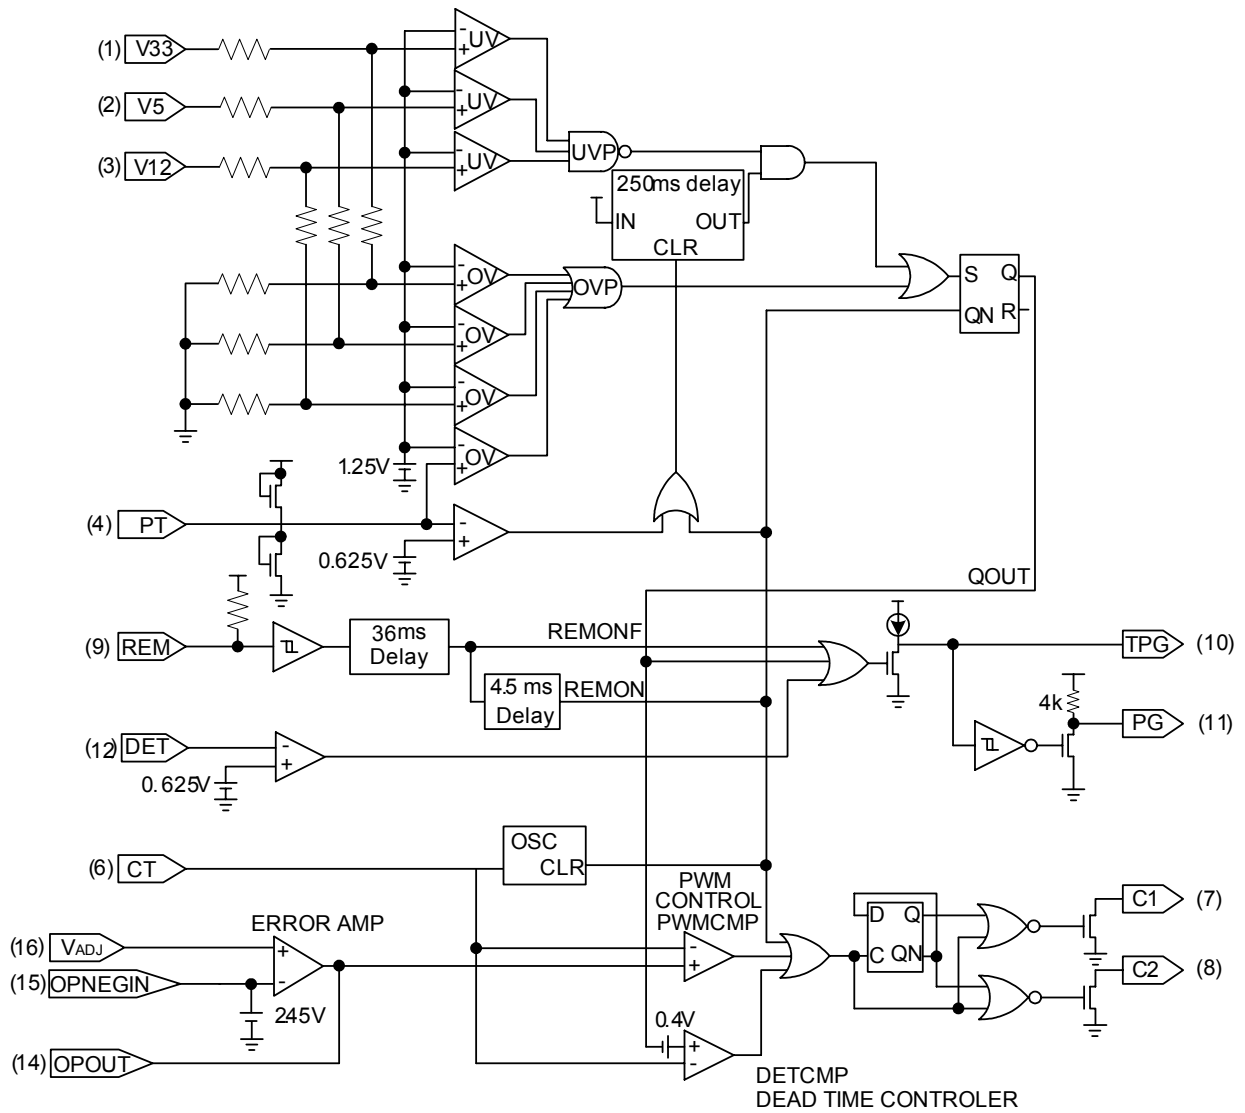 (1) V33
(2) V5
(3) V12
- + UV
- + UV
- + UV
UVP
250ms delay
IN OUT
CLR
- + OV
- + OV
- + OV
- + OV
OVP
S Q
QN R
1.25V
(4) PT
- +
0.625V
QOUT
(9) REM
36ms
Delay
REMONF
4.5 ms
Delay
REMON
TPG (10)
4k
PG (11)
(12) DET
- +
0.625V
(6) CT
OSC
CLR
PWM
CONTROL
PWMCMP
- +
D Q
C QN
C1 (7)
C2 (8)
ERROR AMP
(16) VADJ
+ -
(15) OPNEGIN
245V
(14) OPOUT
0.4V
+ -
DETCMP
DEAD TIME CONTROLER